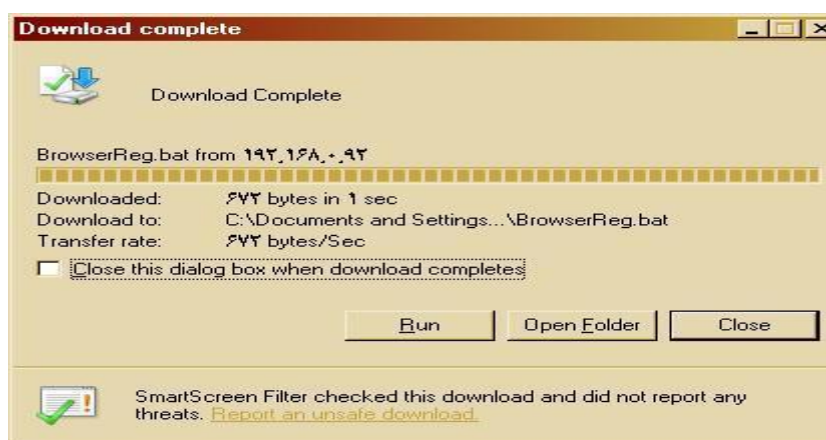 Download complete
Download Complete
BrowserReg.bat from ۱۹۲,۱۶۸,۰,۹۲
Downloaded: ۶۷۲ bytes in ۱ sec
Download to: C:\Documents and Settings...\BrowserReg.bat
Transfer rate: ۶۷۲ bytes/Sec
Close this dialog box when download completes
Run Open Folder Close
SmartScreen Filter checked this download and did not report any
threats. Report an unsafe download.